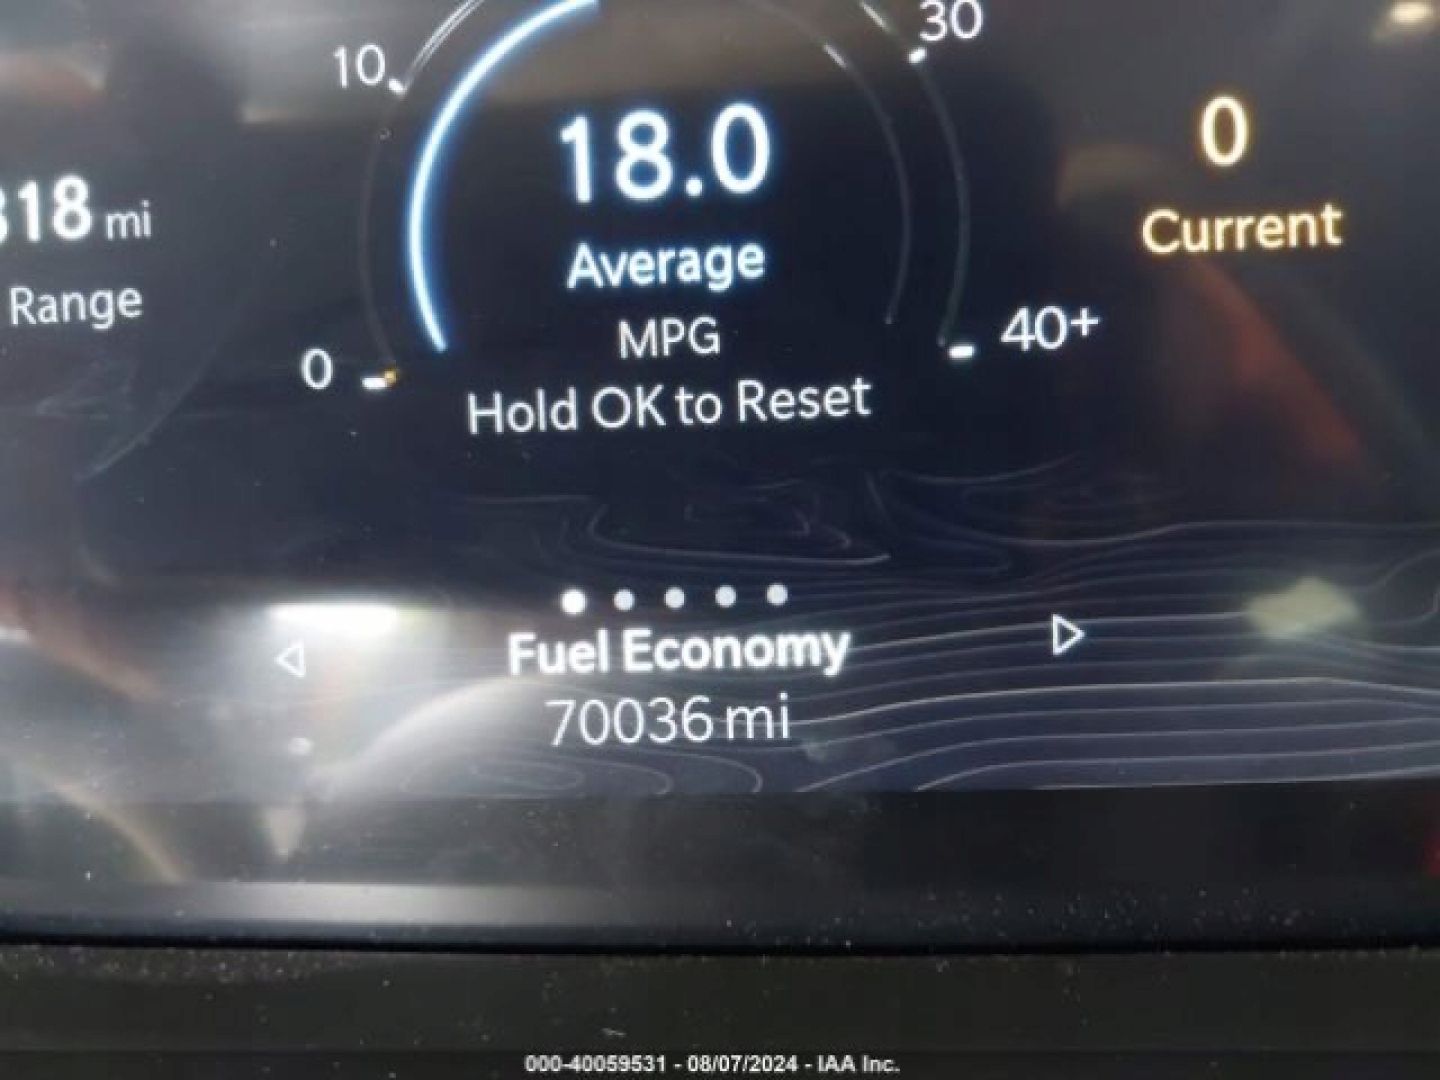 10
30
18.0
0
318 mi
Average
Current
Range
MPG
0
40+
Hold OK to Reset
Fuel Economy
70036 mi
000-40059531 - 08/07/2024 - IAA Inc.